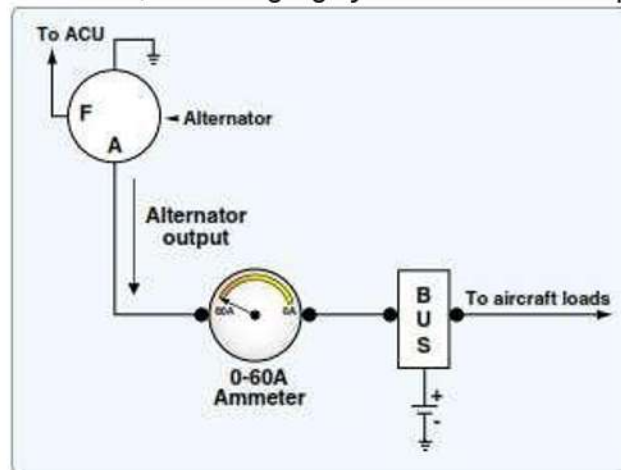 To ACU
F
A
Alternator
Alternator
output
60A
0A
0-60A
Ammeter
B
U
S
To aircraft loads
+
-